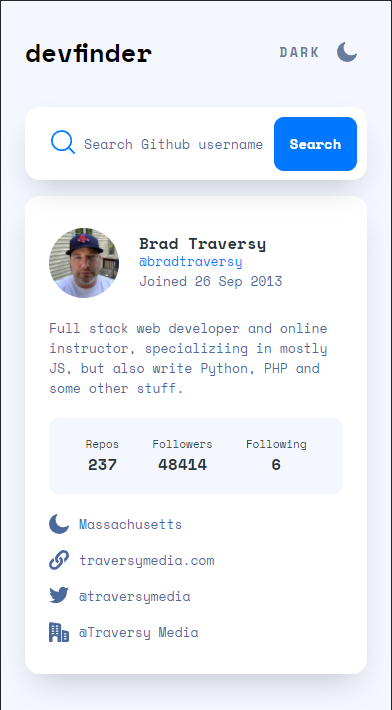 devfinder
DARK
Search Github username
Search
Brad Traversy
@bradtraversy
Joined 26 Sep 2013
Full stack web developer and online
instructor, specializiing in mostly
JS, but also write Python, PHP and
some other stuff.
Repos Followers Following
237 48414 6
Massachusetts
traversymedia.com
@traversymedia
@Traversy Media